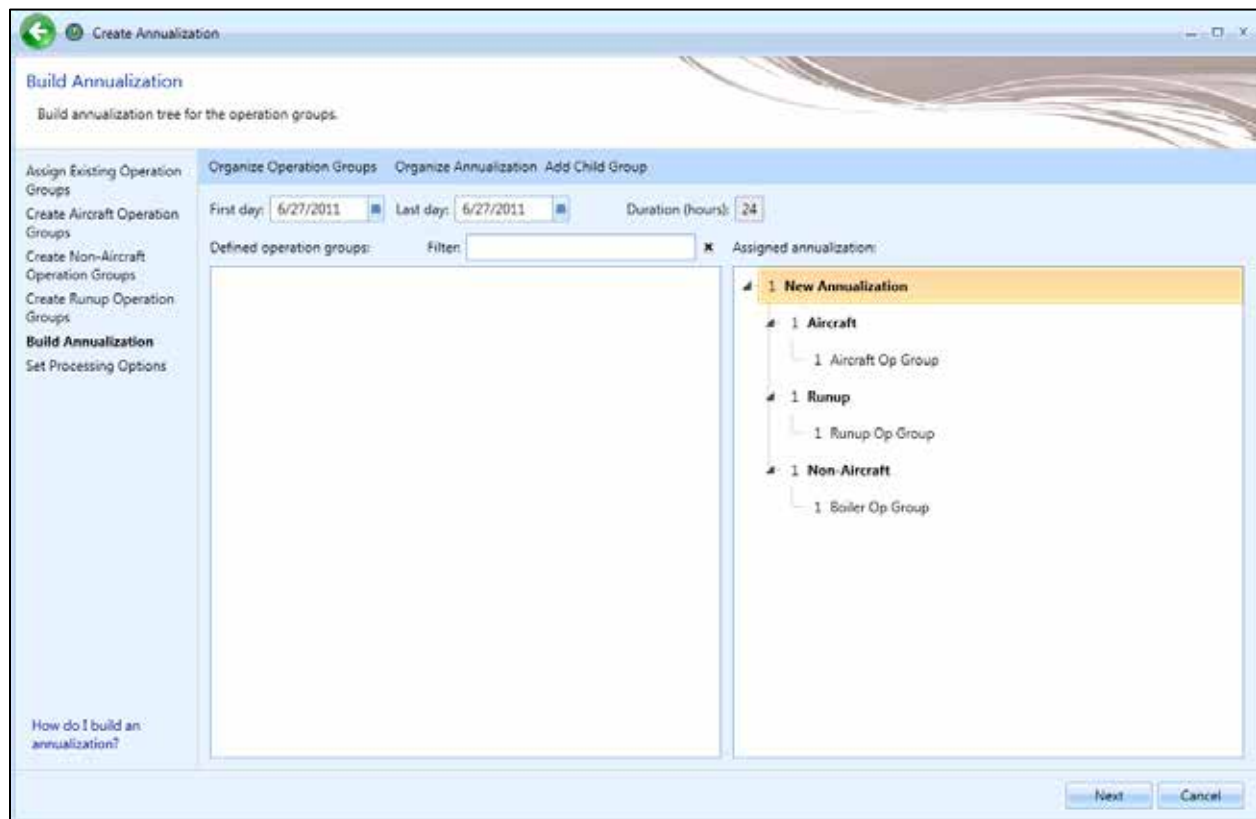 Create Annualization
Build Annualization
Build annualization tree for the operation groups.
Assign Existing Operation
Groups
Create Aircraft Operation
Groups
Create Non-Aircraft
Operation Groups
Create Runup Operation
Groups
Build Annualization
Set Processing Options
How do I build an
annualization?
Organize Operation Groups Organize Annualization Add Child Group
First day: 6/27/2011 Last day: 6/27/2011 Duration (hours): 24
Defined operation groups: Filter: Assigned annualization:
1 New Annualization
1 Aircraft
1 Aircraft Op Group
1 Runup
1 Runup Op Group
1 Non-Aircraft
1 Boiler Op Group
Next Cancel